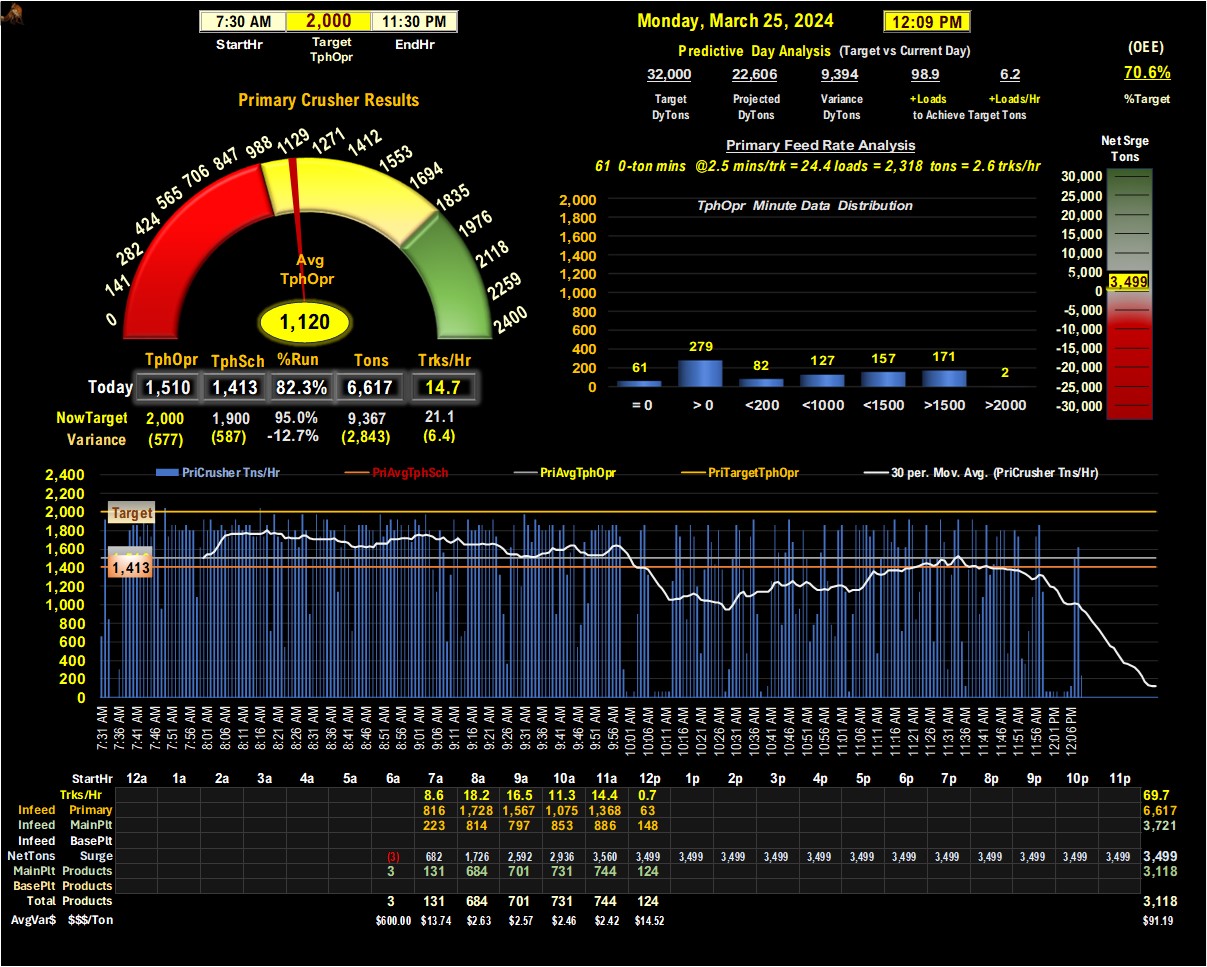 7:30 AM 2,000 11:30 PM
StartHr Target TphOpr EndHr
Monday, March 25, 2024 12:09 PM
Predictive Day Analysis (Target vs Current Day)
32,000 22,606 9,394 98.9 6.2
Target DyTons Projected DyTons Variance DyTons +Loads +Loads/Hr
to Achieve Target Tons
(OEE)
70.6%
%Target
Primary Crusher Results
0 141 282 424 565 706 847 988 1129 1271 1412 1553 1694 1835 1976 2118 2259 2400
Avg
TphOpr
1,120
TphOpr TphSch %Run Tons Trks/Hr
Today 1,510 1,413 82.3% 6,617 14.7
NowTarget 2,000 1,900 95.0% 9,367 21.1
Variance (577) (587) -12.7% (2,843) (6.4)
Primary Feed Rate Analysis
61 0-ton mins @2.5 mins/trk = 24.4 loads = 2,318 tons = 2.6 trks/hr
TphOpr Minute Data Distribution
2,000
1,800
1,600
1,400
1,200
1,000
800
600
400
200
0
61 279 82 127 157 171 2
= 0 > 0 <200 <1000 <1500 >1500 >2000
Net Srge
Tons
30,000
25,000
20,000
15,000
10,000
5,000
3,499
0
-5,000
-10,000
-15,000
-20,000
-25,000
-30,000
PriCrusher Tns/Hr PriAvgTphSch PriAvgTphOpr PriTargetTphOpr 30 per. Mov. Avg. (PriCrusher Tns/Hr)
2,400
2,200
2,000
1,800
1,600
1,400
1,200
1,000
800
600
400
200
0
Target
1,413
7:31 AM 7:36 AM 7:41 AM 7:46 AM 7:51 AM 7:56 AM 8:01 AM 8:06 AM 8:11 AM 8:16 AM 8:21 AM 8:26 AM 8:31 AM 8:36 AM 8:41 AM 8:46 AM 8:51 AM 8:56 AM 9:01 AM 9:06 AM 9:11 AM 9:16 AM 9:21 AM 9:26 AM 9:31 AM 9:36 AM 9:41 AM 9:46 AM 9:51 AM 9:56 AM 10:01 AM 10:06 AM 10:11 AM 10:16 AM 10:21 AM 10:26 AM 10:31 AM 10:36 AM 10:41 AM 10:46 AM 10:51 AM 10:56 AM 11:01 AM 11:06 AM 11:11 AM 11:16 AM 11:21 AM 11:26 AM 11:31 AM 11:36 AM 11:41 AM 11:46 AM 11:51 AM 11:56 AM 12:01 PM 12:06 PM
StartHr 12a 1a 2a 3a 4a 5a 6a 7a 8a 9a 10a 11a 12p 1p 2p 3p 4p 5p 6p 7p 8p 9p 10p 11p
Trks/Hr 8.6 18.2 16.5 11.3 14.4 0.7 69.7
Infeed Primary 816 1,728 1,567 1,075 1,368 63 6,617
Infeed MainPlt 223 814 797 853 886 148 3,721
Infeed BasePlt
NetTons Surge (3) 682 1,726 2,592 2,936 3,560 3,499 3,499 3,499 3,499 3,499 3,499 3,499 3,499 3,499 3,499 3,499 3,499 3,499
MainPlt Products 3 131 684 701 731 744 124 3,118
BasePlt Products
Total Products 3 131 684 701 731 744 124 3,118
AvgVar$ $$$/Ton $600.00 $13.74 $2.63 $2.57 $2.46 $2.42 $14.52 $91.19